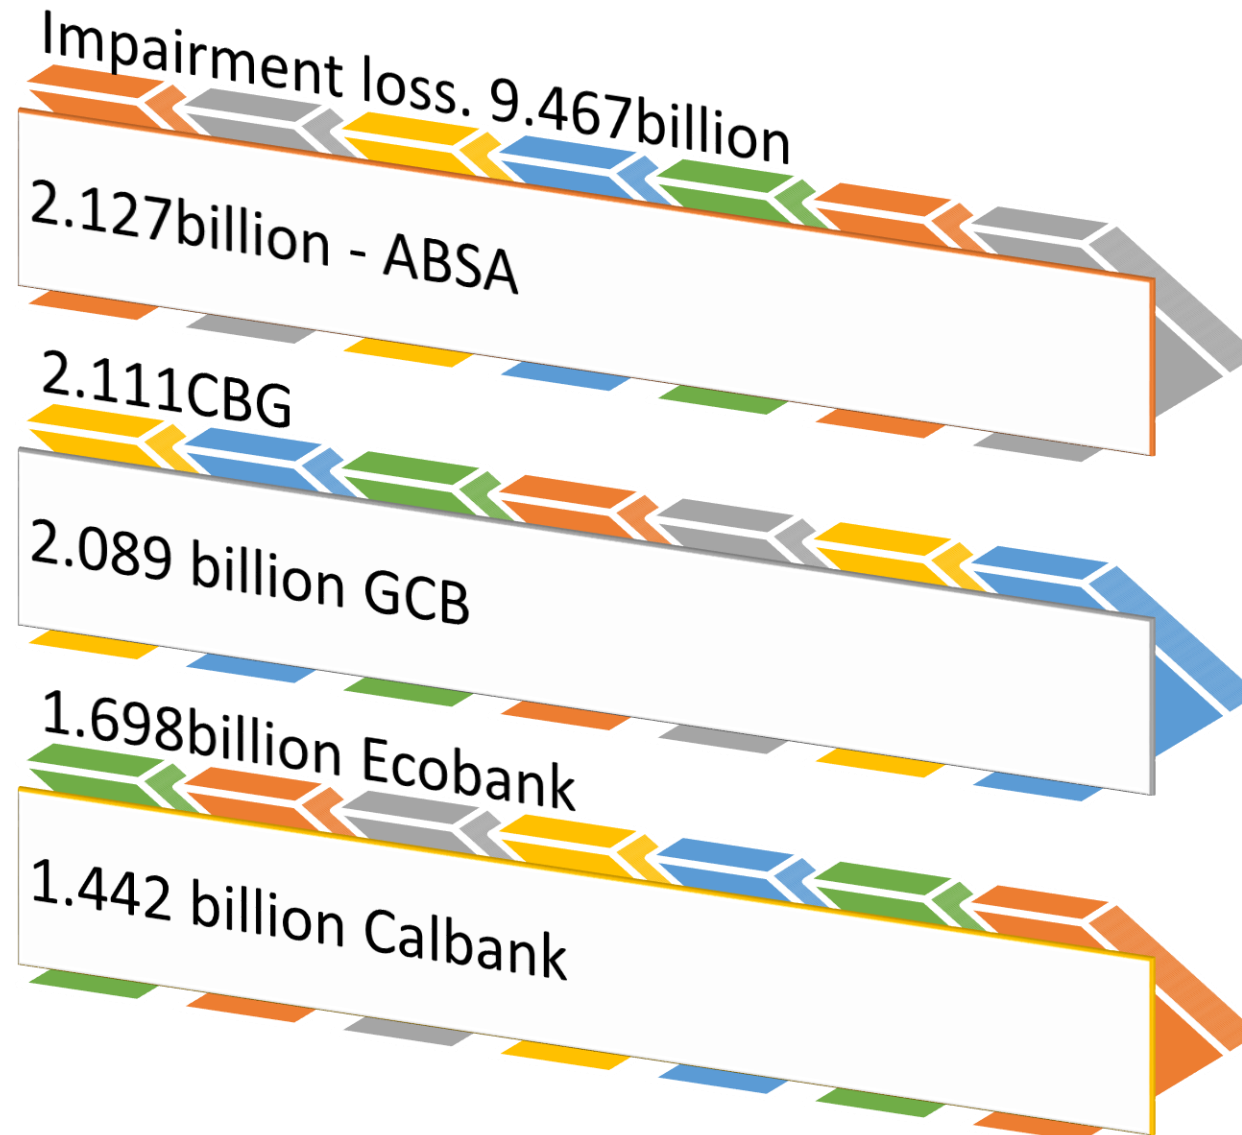 Impairment loss. 9.467billion
2.127billion - ABSA
2.111CBG
2.089 billion GCB
1.698billion Ecobank
1.442 billion Calbank